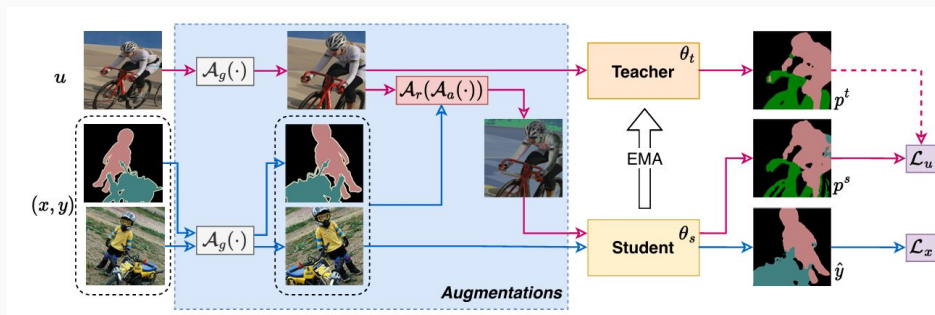 u
𝒜_g(·)
𝒜_r(𝒜_a(·))
Teacher
θ_t
p^t
EMA
p^s
ℒ_u
(x, y)
𝒜_g(·)
Student
θ_s
ŷ
ℒ_x
Augmentations